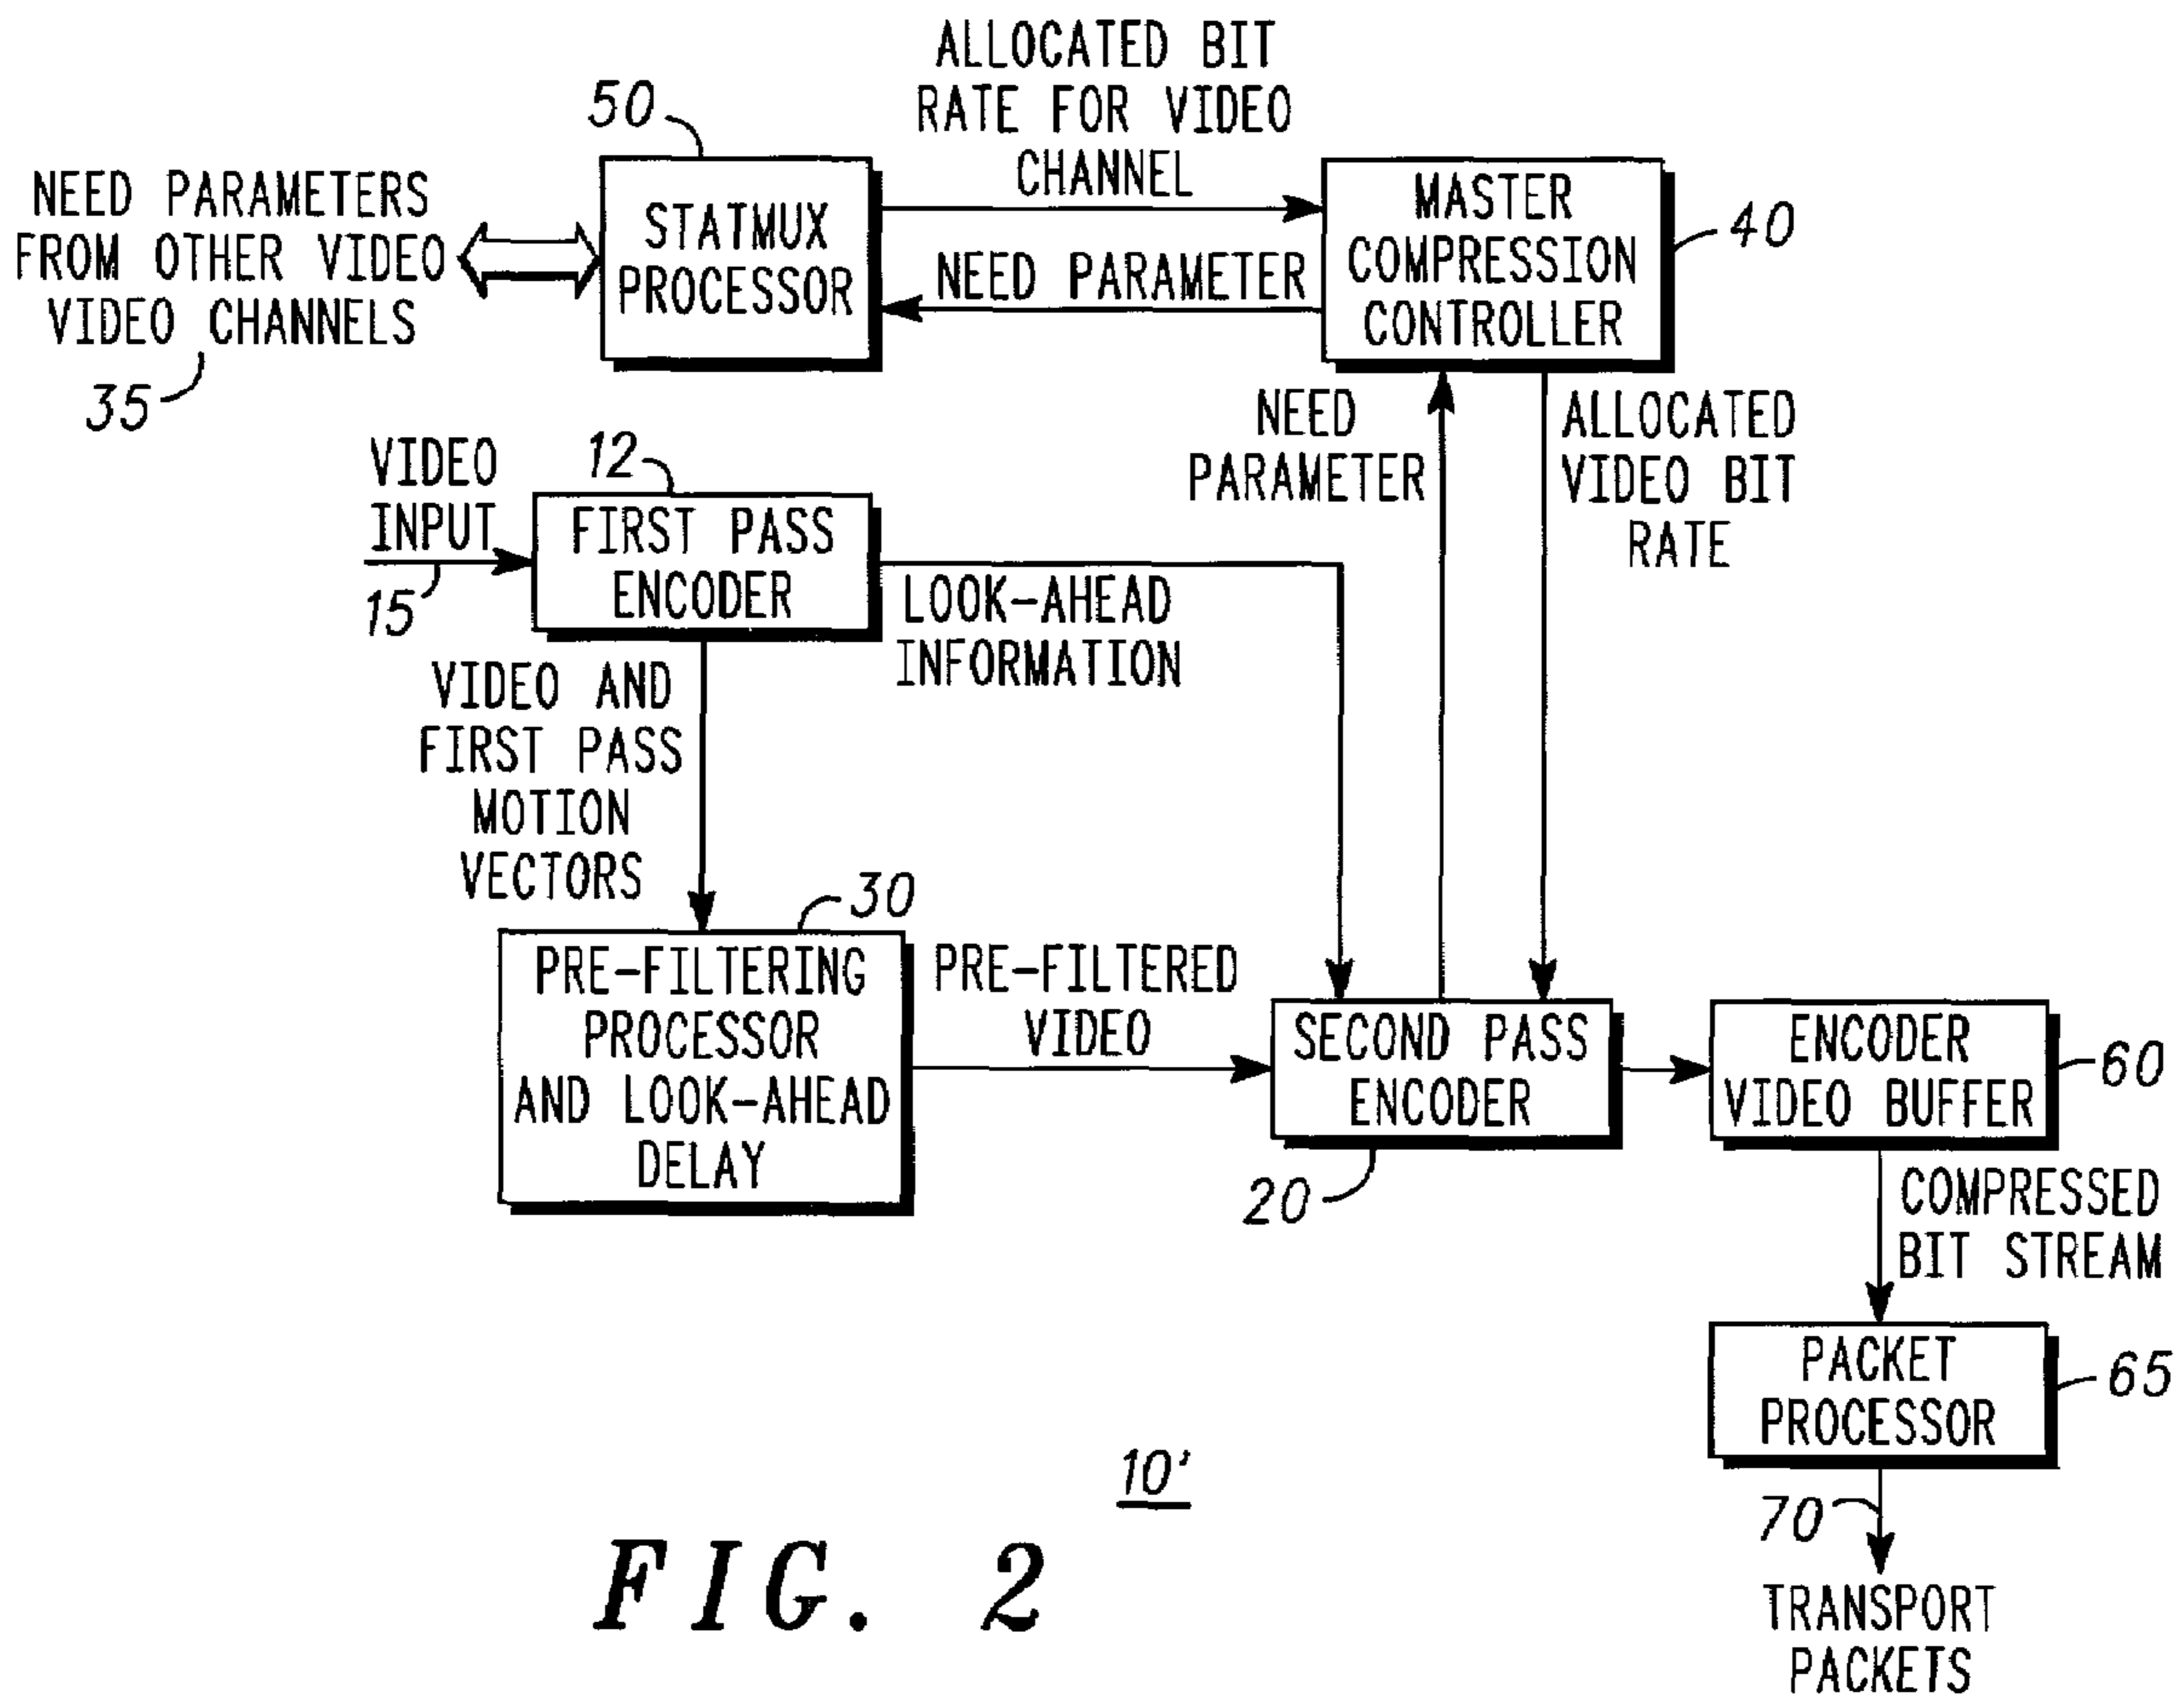 ALLOCATED BIT
RATE FOR VIDEO
CHANNEL
50
NEED PARAMETERS
FROM OTHER VIDEO
VIDEO CHANNELS
35
STATMUX
PROCESSOR
NEED PARAMETER
MASTER
COMPRESSION
CONTROLLER
40
NEED
PARAMETER
ALLOCATED
VIDEO BIT
RATE
VIDEO
INPUT
15
12
FIRST PASS
ENCODER
LOOK-AHEAD
INFORMATION
VIDEO AND
FIRST PASS
MOTION
VECTORS
30
PRE-FILTERING
PROCESSOR
AND LOOK-AHEAD
DELAY
PRE-FILTERED
VIDEO
SECOND PASS
ENCODER
20
ENCODER
VIDEO BUFFER
60
COMPRESSED
BIT STREAM
PACKET
PROCESSOR
65
70
TRANSPORT
PACKETS
10'
FIG. 2